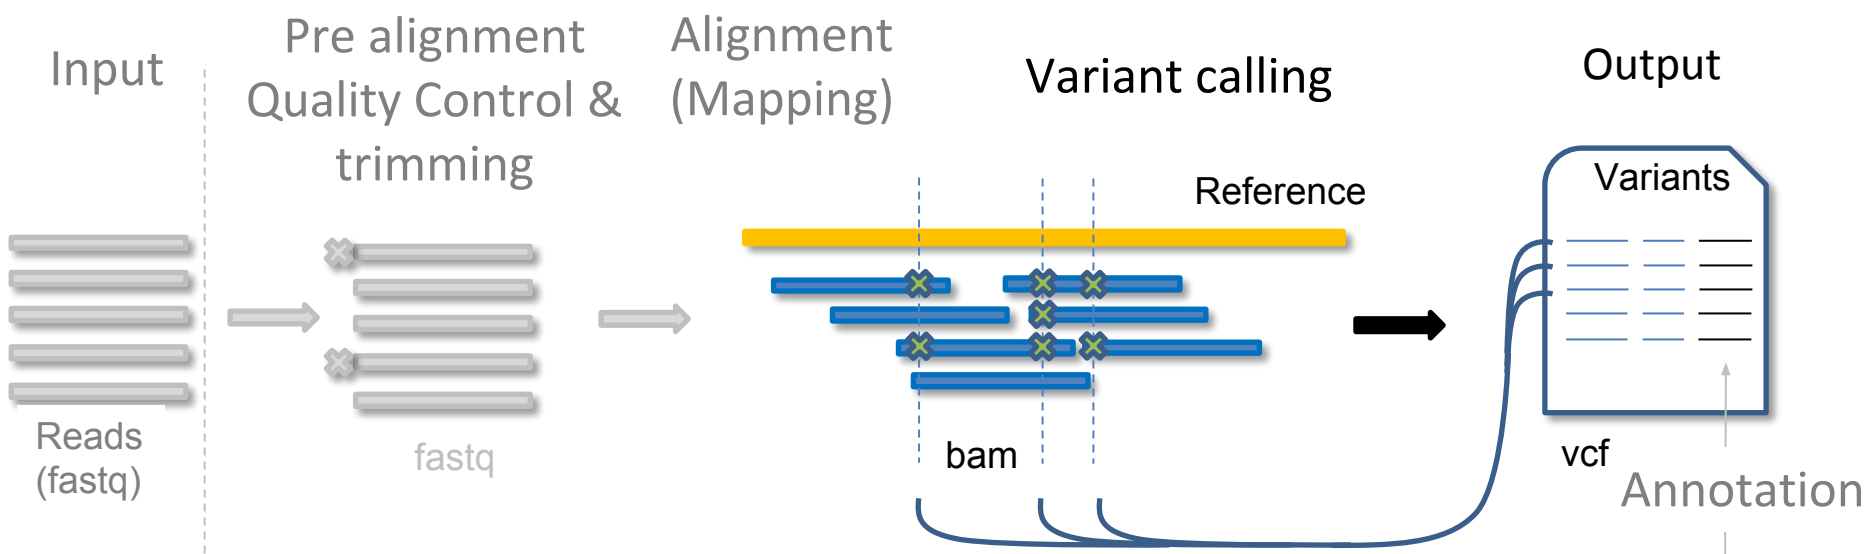 Input
Pre alignment
Quality Control &
trimming
Alignment
(Mapping)
Variant calling
Output
Reference
Variants
Reads
(fastq)
fastq
bam
vcf
Annotation